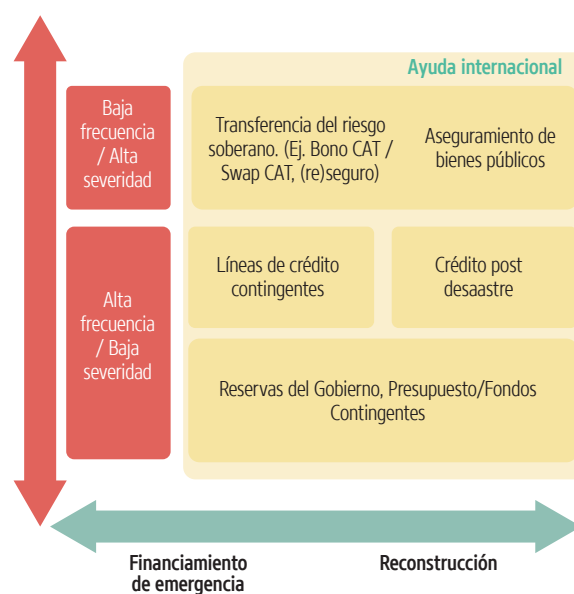 Ayuda internacional
Baja
frecuencia
/ Alta
severidad
Transferencia del riesgo
soberano. (Ej. Bono CAT /
Swap CAT, (re)seguro)
Aseguramiento de
bienes públicos
Alta
frecuencia
/ Baja
severidad
Líneas de crédito
contingentes
Crédito post
desaastre
Reservas del Gobierno, Presupuesto/Fondos
Contingentes
Financiamiento
de emergencia
Reconstrucción